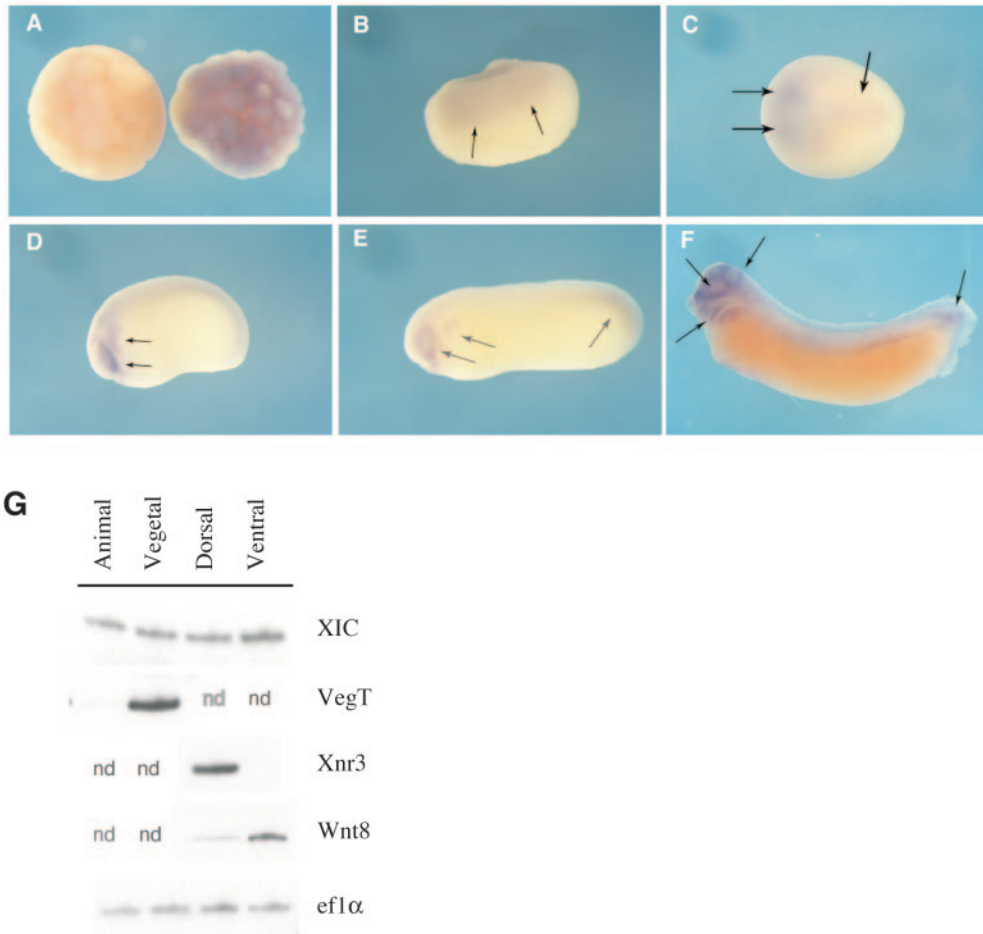 A
B
C
D
E
F
G
Animal
Vegetal
Dorsal
Ventral
XIC
VegT
nd
nd
nd
nd
Xnr3
nd
nd
Wnt8
ef1α